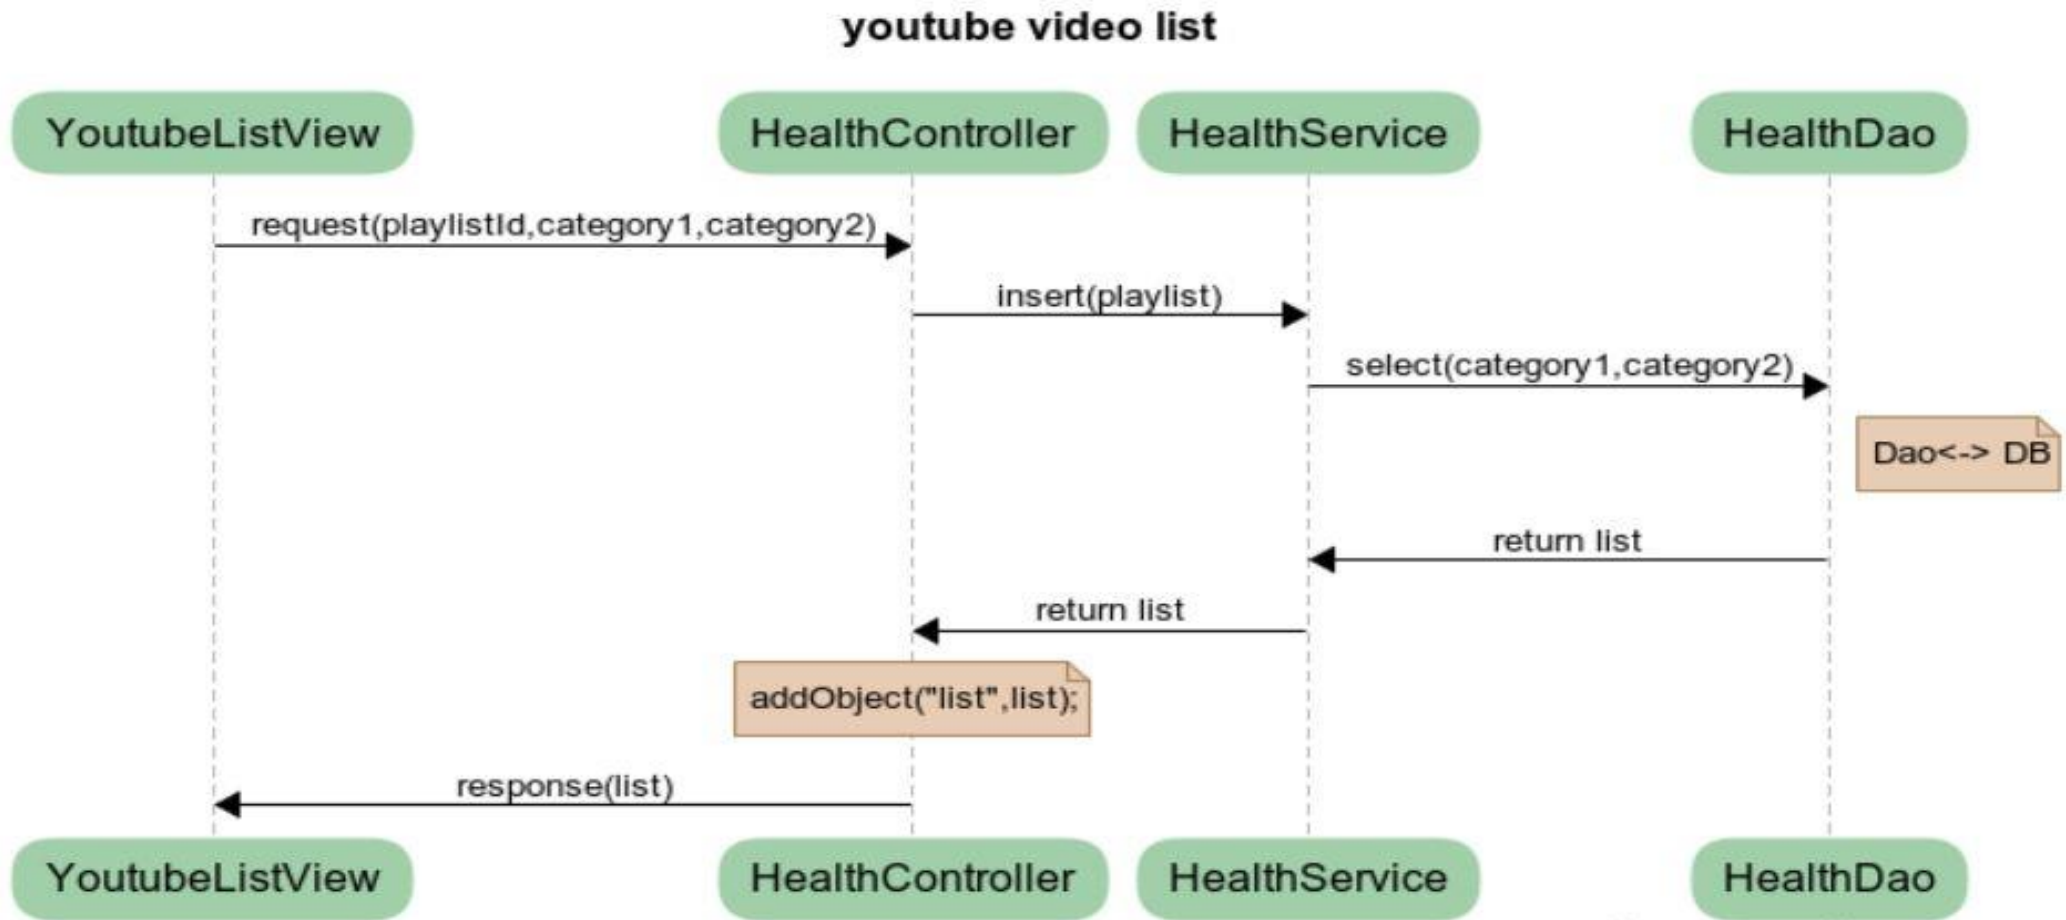 youtube video list
YoutubeListView HealthController HealthService HealthDao
request(playlistId,category1,category2)
insert(playlist)
select(category1,category2)
Dao<-> DB
return list
return list
addObject("list",list);
response(list)
YoutubeListView HealthController HealthService HealthDao